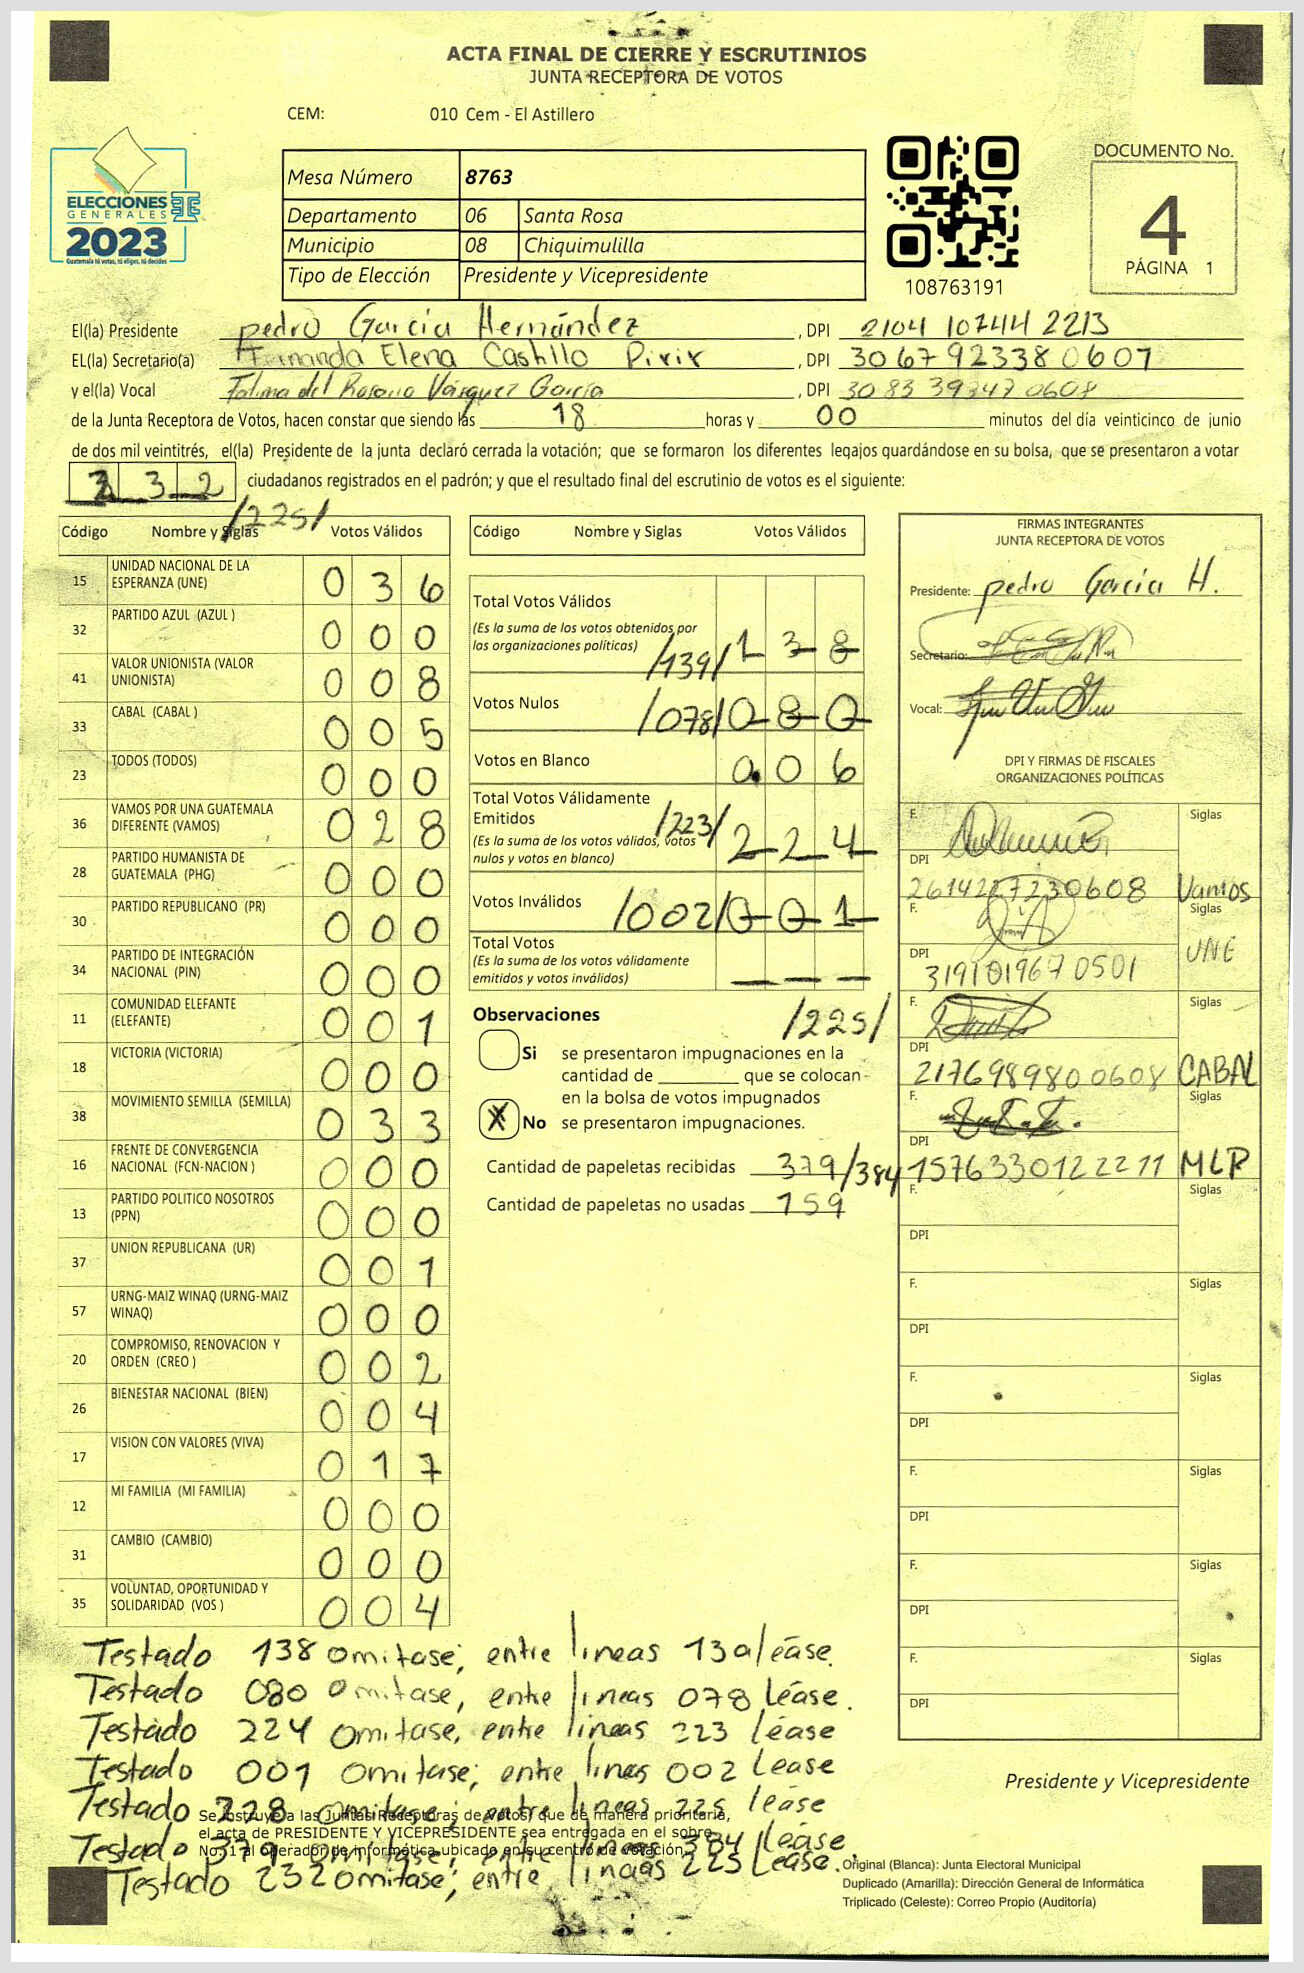 ACTA FINAL DE CIERRE Y ESCRUTINIOS
JUNTA RECEPTORA DE VOTOS
CEM: 010 Cem - El Astillero
ELECCIONES
GENERALES
2023
Guatemala tú votas, tú eliges, tú decides
Mesa Número 8763
Departamento 06 Santa Rosa
Municipio 08 Chiquimulilla
Tipo de Elección Presidente y Vicepresidente
108763191
DOCUMENTO No.
4
PÁGINA 1
El(la) Presidente pedro García Hernández , DPI 2104 10744 2213
EL(la) Secretario(a) Fernanda Elena Castillo Pirir , DPI 3067923380607
y el(la) Vocal Fatima del Rosario Vásquez García , DPI 3083 39347 0608
de la Junta Receptora de Votos, hacen constar que siendo las 18 horas y 00 minutos del día veinticinco de junio
de dos mil veintitrés, el(la) Presidente de la junta declaró cerrada la votación; que se formaron los diferentes legajos guardándose en su bolsa, que se presentaron a votar
232 ciudadanos registrados en el padrón; y que el resultado final del escrutinio de votos es el siguiente:
/225/
Código Nombre y Siglas Votos Válidos
15 UNIDAD NACIONAL DE LA ESPERANZA (UNE) 0 3 6
32 PARTIDO AZUL (AZUL ) 0 0 0
41 VALOR UNIONISTA (VALOR UNIONISTA) 0 0 8
33 CABAL (CABAL ) 0 0 5
23 TODOS (TODOS) 0 0 0
36 VAMOS POR UNA GUATEMALA DIFERENTE (VAMOS) 0 2 8
28 PARTIDO HUMANISTA DE GUATEMALA (PHG) 0 0 0
30 PARTIDO REPUBLICANO (PR) 0 0 0
34 PARTIDO DE INTEGRACIÓN NACIONAL (PIN) 0 0 0
11 COMUNIDAD ELEFANTE (ELEFANTE) 0 0 1
18 VICTORIA (VICTORIA) 0 0 0
38 MOVIMIENTO SEMILLA (SEMILLA) 0 3 3
16 FRENTE DE CONVERGENCIA NACIONAL (FCN-NACION ) 0 0 0
13 PARTIDO POLITICO NOSOTROS (PPN) 0 0 0
37 UNION REPUBLICANA (UR) 0 0 1
57 URNG-MAIZ WINAQ (URNG-MAIZ WINAQ) 0 0 0
20 COMPROMISO, RENOVACION Y ORDEN (CREO ) 0 0 2
26 BIENESTAR NACIONAL (BIEN) 0 0 4
17 VISION CON VALORES (VIVA) 0 1 7
12 MI FAMILIA (MI FAMILIA) 0 0 0
31 CAMBIO (CAMBIO) 0 0 0
35 VOLUNTAD, OPORTUNIDAD Y SOLIDARIDAD (VOS ) 0 0 4
Código Nombre y Siglas Votos Válidos
Total Votos Válidos
(Es la suma de los votos obtenidos por
las organizaciones políticas) /139/ 1 3 8
Votos Nulos /078/ 0 8 0
Votos en Blanco 0 0 6
Total Votos Válidamente
Emitidos /223/ 2 2 4
(Es la suma de los votos válidos, votos
nulos y votos en blanco)
Votos Inválidos /002/ 0 0 1
Total Votos
(Es la suma de los votos válidamente
emitidos y votos inválidos)
/225/
Observaciones
Si se presentaron impugnaciones en la
cantidad de ________ que se colocan
en la bolsa de votos impugnados
X No se presentaron impugnaciones.
Cantidad de papeletas recibidas 379 /384
Cantidad de papeletas no usadas 159
FIRMAS INTEGRANTES
JUNTA RECEPTORA DE VOTOS
Presidente: pedro García H.
Secretario:
Vocal:
DPI Y FIRMAS DE FISCALES
ORGANIZACIONES POLÍTICAS
F. Siglas
DPI 2614227230608 Vamos
F. Siglas
DPI 319101967 0501 UNE
F. Siglas
DPI 217698980 0608 CABAL
F. Siglas
DPI 1576330122211 MLP
F. Siglas
DPI
F. Siglas
DPI
F. Siglas
DPI
F. Siglas
DPI
F. Siglas
DPI
F. Siglas
DPI
Testado 138 omitase; entre lineas 139 léase.
Testado 080 omitase, entre lineas 078 Léase.
Testado 224 omitase, entre lineas 223 léase
Testado 001 omitase; entre lineas 002 Lease
Testado 228 omitase; entre lineas 225 léase
Se instruye a las Juntas Receptoras de Votos, que de manera prioritaria,
el acta de PRESIDENTE Y VICEPRESIDENTE sea entregada en el sobre
No. 1 al operador de informática ubicado en su centro de votación.
Testado 379 omitase; entre lineas 384 léase.
Testado 232 omitase; entre lineas 225 Léase.
Presidente y Vicepresidente
Original (Blanca): Junta Electoral Municipal
Duplicado (Amarilla): Dirección General de Informática
Triplicado (Celeste): Correo Propio (Auditoría)